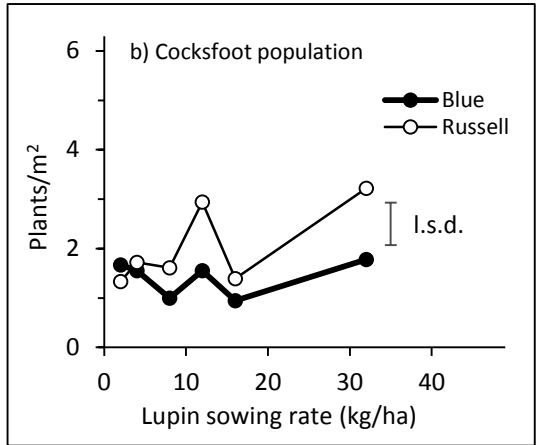 b) Cocksfoot population
6
4
2
0
Plants/m²
Blue
Russell
l.s.d.
0 10 20 30 40
Lupin sowing rate (kg/ha)